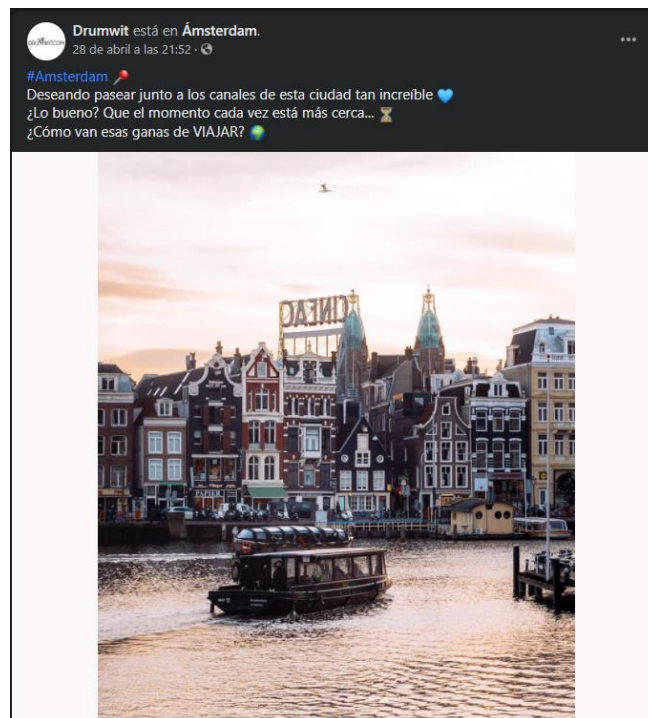 Drumwit está en Ámsterdam.
28 de abril a las 21:52 ·
#Amsterdam 📍
Deseando pasear junto a los canales de esta ciudad tan increíble 💙
¿Lo bueno? Que el momento cada vez está más cerca... ⏳
¿Cómo van esas ganas de VIAJAR? 🌍
CINEAC
PAPIER